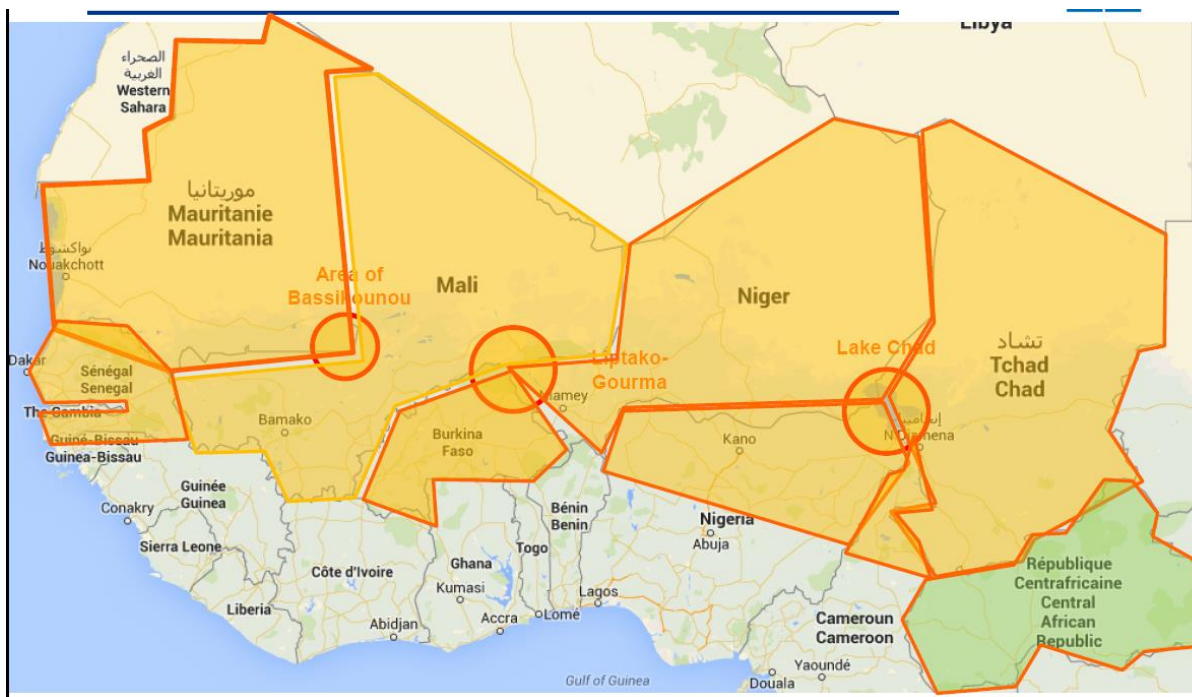 Libya
الصحراء
الغربية
Western
Sahara
موريتانيا
Mauritanie
Mauritania
نواكشوط
Nouakchott
Area of
Bassikounou
Mali
Niger
Lake Chad
تشاد
Tchad
Chad
Liptako-
Gourma
Niamey
Dakar
Sénégal
Senegal
The Gambia
Guiné-Bissau
Guinea-Bissau
Bamako
Burkina
Faso
Kano
إنجامينا
N'Djamena
Guinée
Guinea
Conakry
Sierra Leone
Bénin
Benin
Nigeria
Abuja
Togo
Ghana
Côte d'Ivoire
Kumasi
Lagos
Liberia
Accra
Lomé
Abidjan
République
Centrafricaine
Central
African
Republic
Cameroun
Cameroon
Yaoundé
Douala
Gulf of Guinea